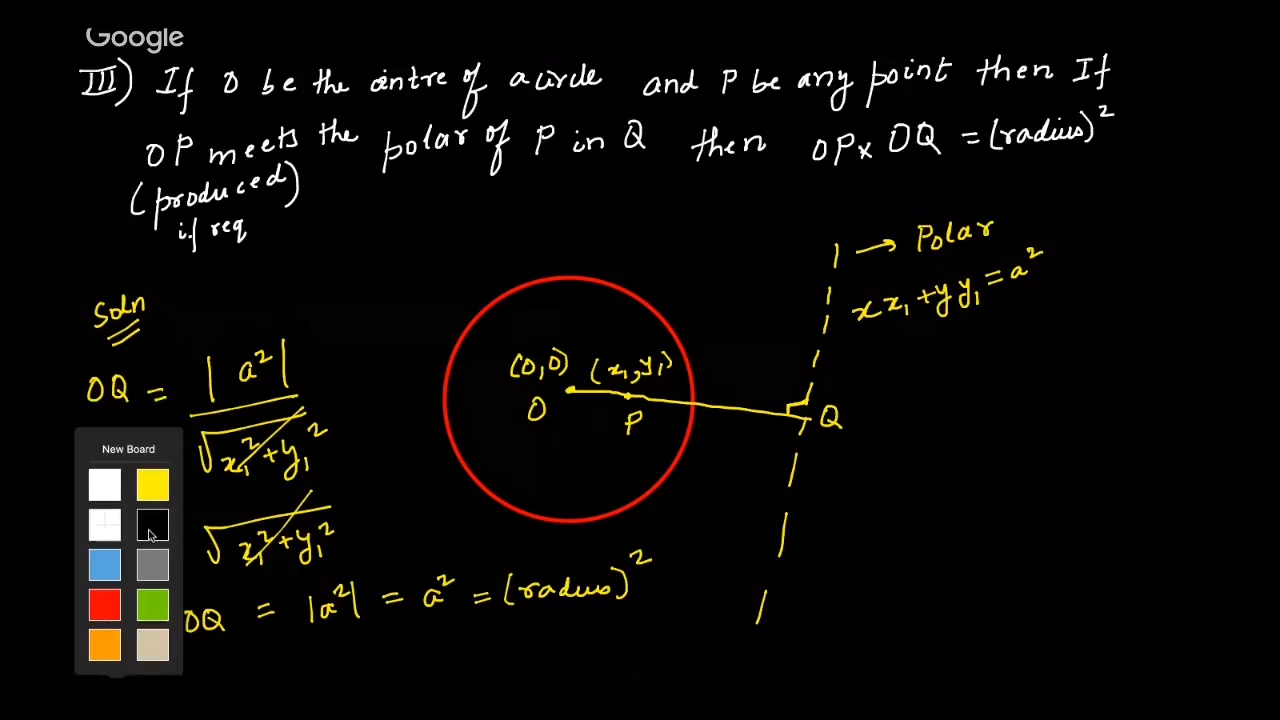 Google
III) If O be the centre of a circle and P be any point then If
OP meets the polar of P in Q then OP x OQ = (radius)²
(produced)
if req
→ Polar
xx₁ + yy₁ = a²
Soln
OQ = |a²|
√x₁² + y₁²
(0,0) (x₁, y₁)
O P Q
New Board
√x₁² + y₁²
OQ = |a²| = a² = (radius)²